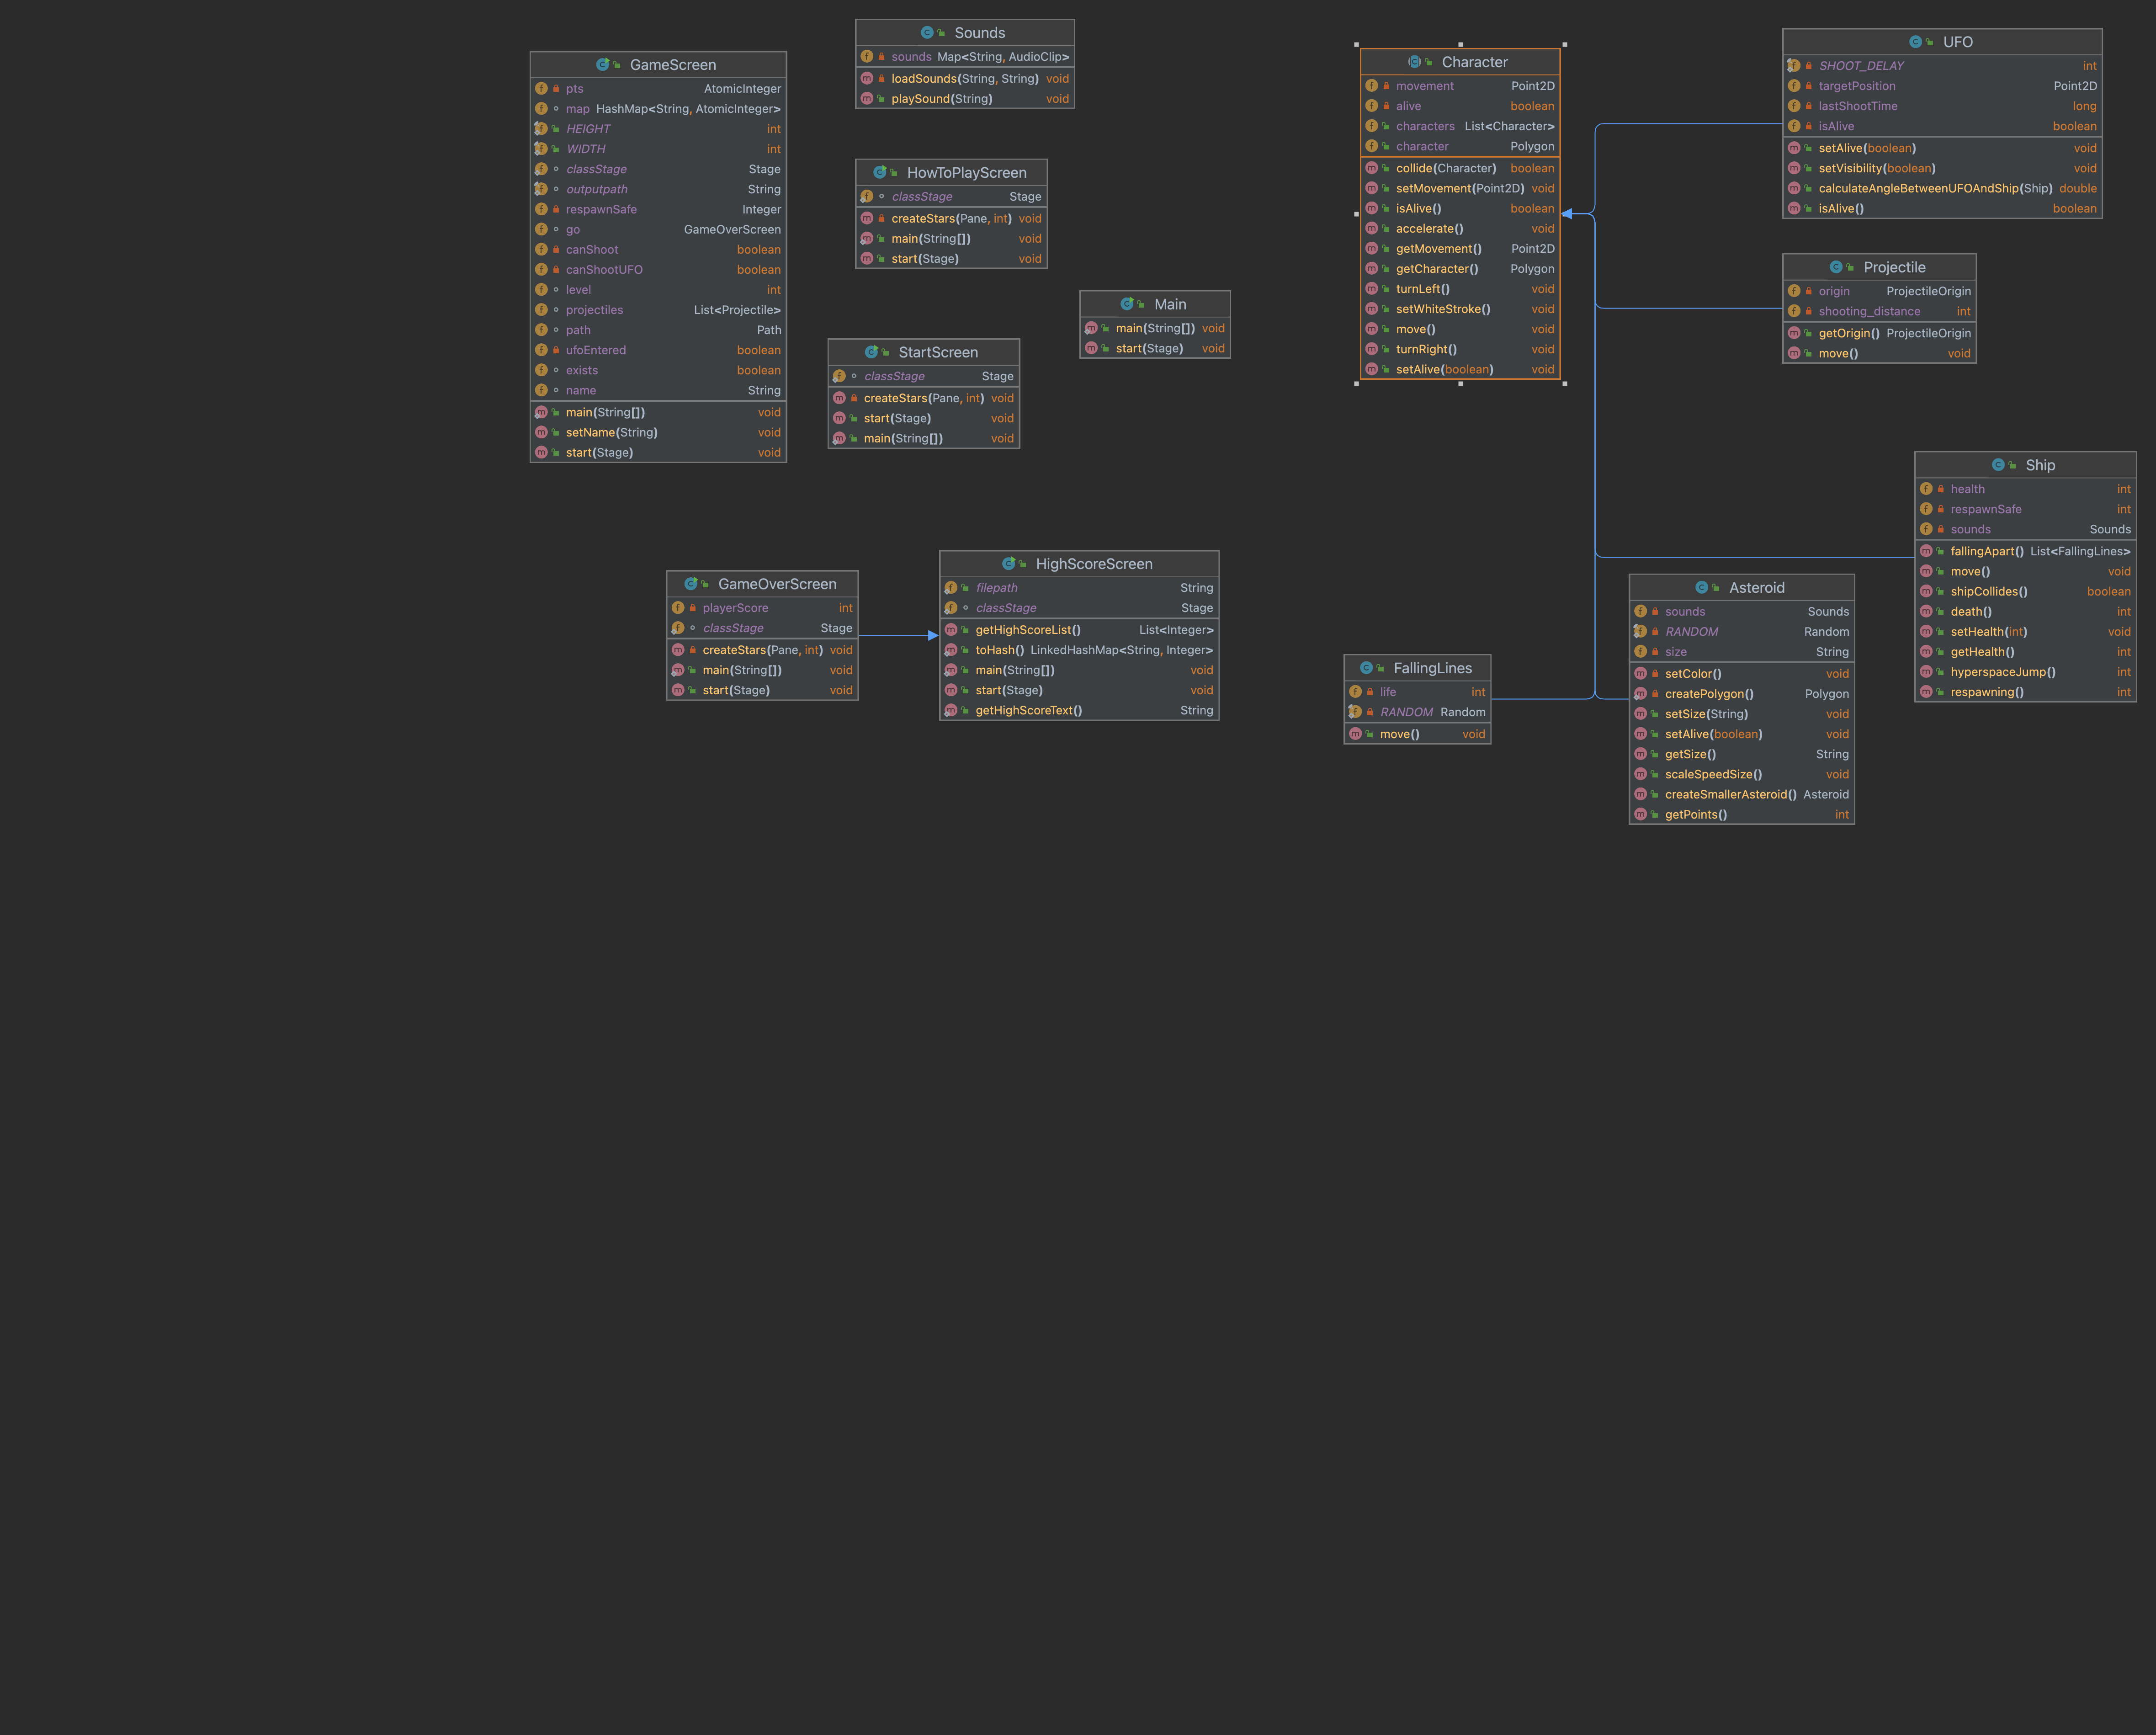 GameScreen
pts AtomicInteger
map HashMap<String, AtomicInteger>
HEIGHT int
WIDTH int
classStage Stage
outputpath String
respawnSafe Integer
go GameOverScreen
canShoot boolean
canShootUFO boolean
level int
projectiles List<Projectile>
path Path
ufoEntered boolean
exists boolean
name String
main(String[]) void
setName(String) void
start(Stage) void
Sounds
sounds Map<String, AudioClip>
loadSounds(String, String) void
playSound(String) void
HowToPlayScreen
classStage Stage
createStars(Pane, int) void
main(String[]) void
start(Stage) void
Main
main(String[]) void
start(Stage) void
StartScreen
classStage Stage
createStars(Pane, int) void
start(Stage) void
main(String[]) void
GameOverScreen
playerScore int
classStage Stage
createStars(Pane, int) void
main(String[]) void
start(Stage) void
HighScoreScreen
filepath String
classStage Stage
getHighScoreList() List<Integer>
toHash() LinkedHashMap<String, Integer>
main(String[]) void
start(Stage) void
getHighScoreText() String
Character
movement Point2D
alive boolean
characters List<Character>
character Polygon
collide(Character) boolean
setMovement(Point2D) void
isAlive() boolean
accelerate() void
getMovement() Point2D
getCharacter() Polygon
turnLeft() void
setWhiteStroke() void
move() void
turnRight() void
setAlive(boolean) void
UFO
SHOOT_DELAY int
targetPosition Point2D
lastShootTime long
isAlive boolean
setAlive(boolean) void
setVisibility(boolean) void
calculateAngleBetweenUFOAndShip(Ship) double
isAlive() boolean
Projectile
origin ProjectileOrigin
shooting_distance int
getOrigin() ProjectileOrigin
move() void
Ship
health int
respawnSafe int
sounds Sounds
fallingApart() List<FallingLines>
move() void
shipCollides() boolean
death() int
setHealth(int) void
getHealth() int
hyperspaceJump() int
respawning() int
Asteroid
sounds Sounds
RANDOM Random
size String
setColor() void
createPolygon() Polygon
setSize(String) void
setAlive(boolean) void
getSize() String
scaleSpeedSize() void
createSmallerAsteroid() Asteroid
getPoints() int
FallingLines
life int
RANDOM Random
move() void